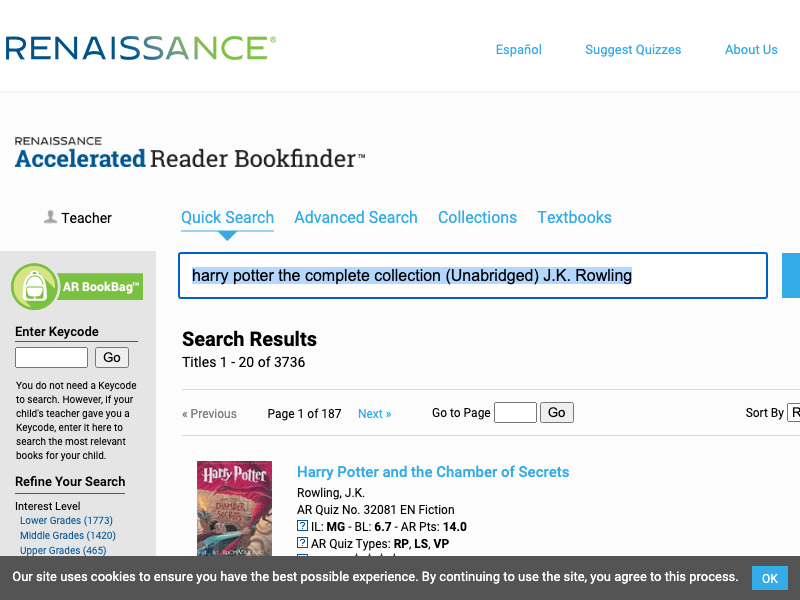 RENAISSANCE®
Español
Suggest Quizzes
About Us
RENAISSANCE
Accelerated Reader Bookfinder™
Teacher
Quick Search
Advanced Search
Collections
Textbooks
harry potter the complete collection (Unabridged) J.K. Rowling
AR BookBag™
Enter Keycode
Go
You do not need a Keycode
to search. However, if your
child's teacher gave you a
Keycode, enter it here to
search the most relevant
books for your child.
Refine Your Search
Interest Level
Lower Grades (1773)
Middle Grades (1420)
Upper Grades (465)
Search Results
Titles 1 - 20 of 3736
« Previous
Page 1 of 187
Next »
Go to Page
Go
Sort By
R
Harry Potter
CHAMBER
SECRETS
J.K. ROWLING
Harry Potter and the Chamber of Secrets
Rowling, J.K.
AR Quiz No. 32081 EN Fiction
? IL: MG - BL: 6.7 - AR Pts: 14.0
? AR Quiz Types: RP, LS, VP
Our site uses cookies to ensure you have the best possible experience. By continuing to use the site, you agree to this process.
OK